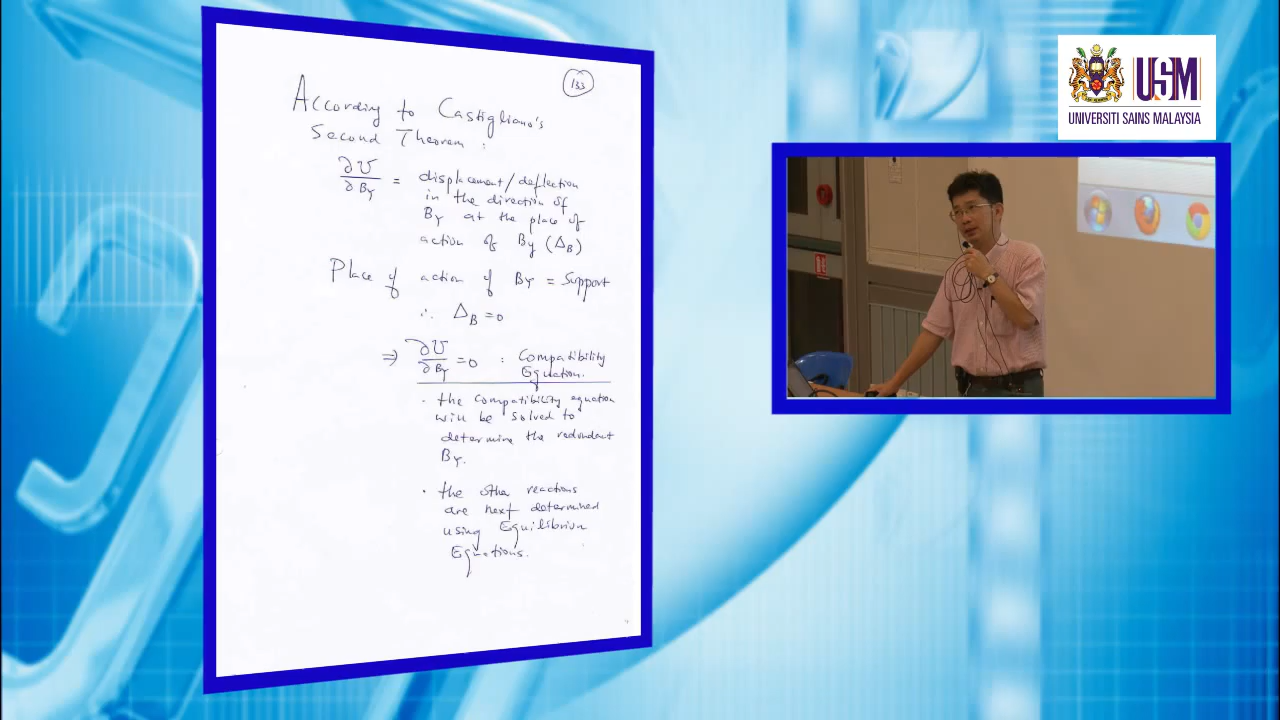 133
According to Castigliano's
Second Theorem :
∂U/∂By = displacement/deflection
in the direction of
By at the place of
action of By (ΔB)
Place of action of By = Support
∴ ΔB = 0
⇒ ∂U/∂By = 0 : Compatibility
Equation.
· the compatibility equation
will be solved to
determine the redundant
By.
· the other reactions
are next determined
using Equilibrium
Equations.
USM
UNIVERSITI SAINS MALAYSIA